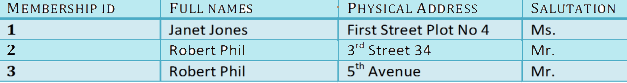 MEMBERSHIP ID FULL NAMES PHYSICAL ADDRESS SALUTATION
1 Janet Jones First Street Plot No 4 Ms.
2 Robert Phil 3rd Street 34 Mr.
3 Robert Phil 5th Avenue Mr.